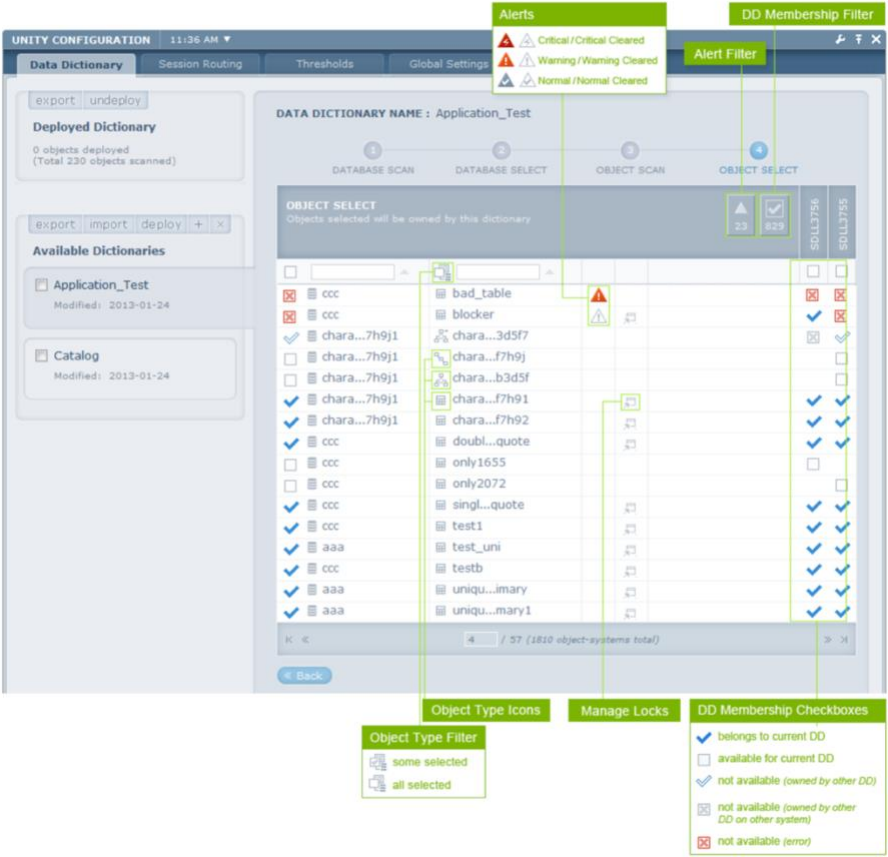 Alerts
DD Membership Filter
Critical / Critical Cleared
Warning / Warning Cleared
Normal / Normal Cleared
Alert Filter
UNITY CONFIGURATION 11:36 AM ▼
Data Dictionary Session Routing Thresholds Global Settings
export undeploy
Deployed Dictionary
0 objects deployed
(Total 230 objects scanned)
export import deploy + ×
Available Dictionaries
Application_Test
Modified: 2013-01-24
Catalog
Modified: 2013-01-24
DATA DICTIONARY NAME : Application_Test
1 2 3 4
DATABASE SCAN DATABASE SELECT OBJECT SCAN OBJECT SELECT
OBJECT SELECT
Objects selected will be owned by this dictionary
23 829 SDLL3756 SDLL3755
ccc bad_table
ccc blocker
chara...7h9j1 chara...3d5f7
chara...7h9j1 chara...f7h9j
chara...7h9j1 chara...b3d5f
chara...7h9j1 chara...f7h91
chara...7h9j1 chara...f7h92
ccc doubl...quote
ccc only1655
ccc only2072
ccc singl...quote
ccc test1
aaa test_uni
ccc testb
aaa uniqu...imary
aaa uniqu...mary1
4 / 57 (1810 object-systems total)
« Back
Object Type Icons
Manage Locks
DD Membership Checkboxes
Object Type Filter
some selected
all selected
belongs to current DD
available for current DD
not available (owned by other DD)
not available (owned by other
DD on other system)
not available (error)